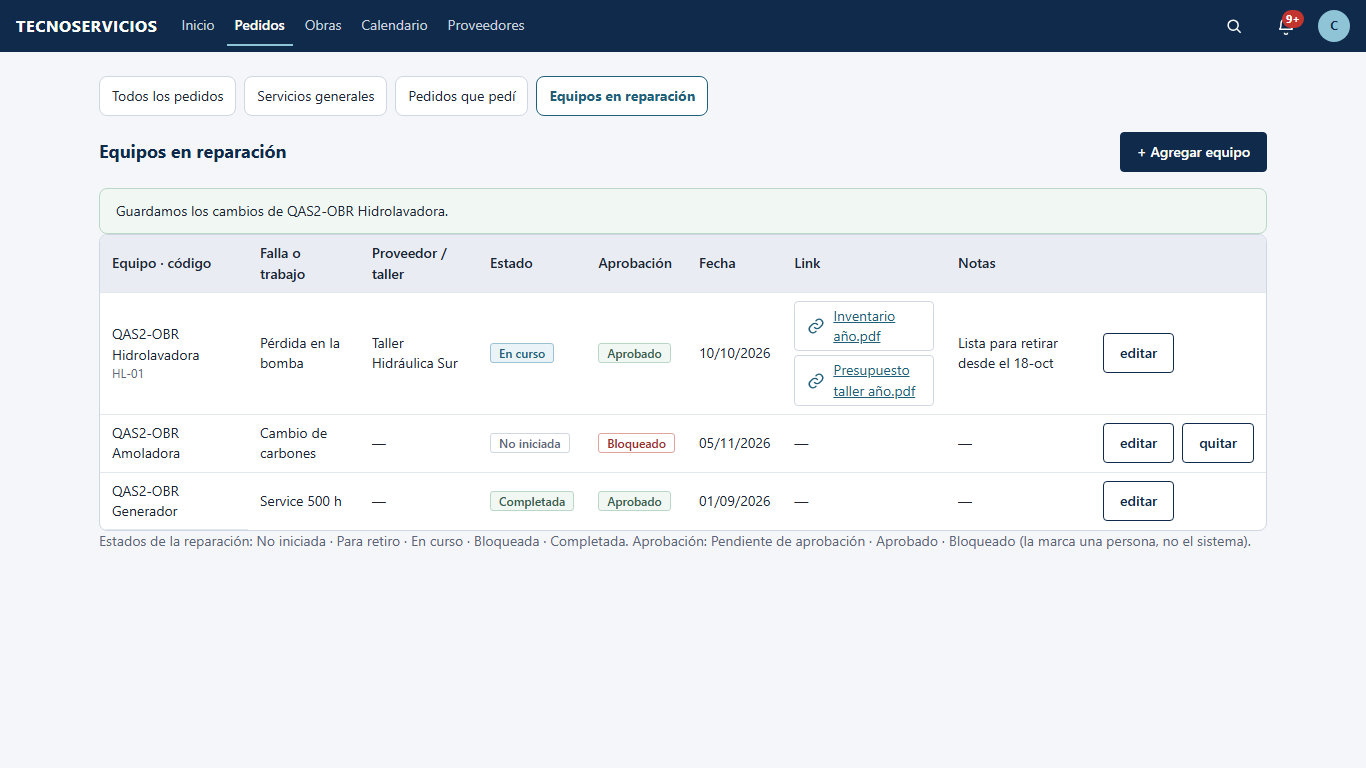 TECNOSERVICIOS Inicio Pedidos Obras Calendario Proveedores 9+ C
Todos los pedidos Servicios generales Pedidos que pedí Equipos en reparación
Equipos en reparación + Agregar equipo
Guardamos los cambios de QAS2-OBR Hidrolavadora.
Equipo · código Falla o trabajo Proveedor / taller Estado Aprobación Fecha Link Notas
QAS2-OBR Hidrolavadora HL-01 Pérdida en la bomba Taller Hidráulica Sur En curso Aprobado 10/10/2026 Inventario año.pdf Presupuesto taller año.pdf Lista para retirar desde el 18-oct editar
QAS2-OBR Amoladora Cambio de carbones — No iniciada Bloqueado 05/11/2026 — — editar quitar
QAS2-OBR Generador Service 500 h — Completada Aprobado 01/09/2026 — — editar
Estados de la reparación: No iniciada · Para retiro · En curso · Bloqueada · Completada. Aprobación: Pendiente de aprobación · Aprobado · Bloqueado (la marca una persona, no el sistema).